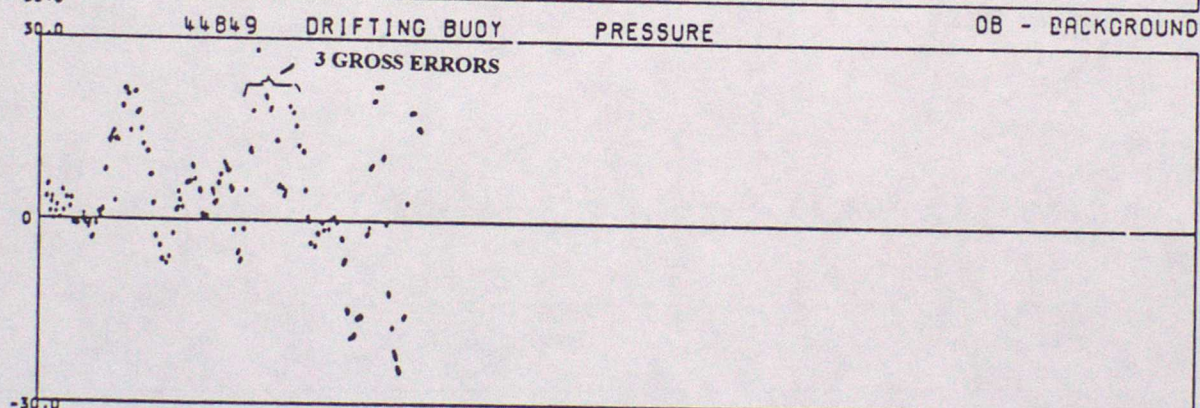 30.0 44849 DRIFTING BUOY PRESSURE OB - BACKGROUND
3 GROSS ERRORS
0
-30.0